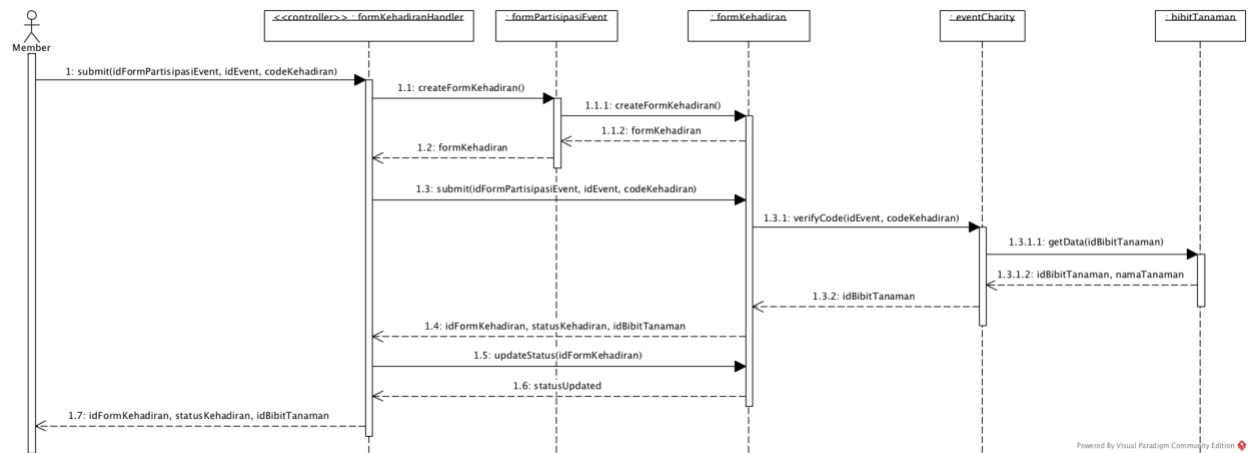 <<controller>> : formKehadiranHandler
: formPartisipasiEvent
: formKehadiran
: eventCharity
: bibitTanaman
Member
1: submit(idFormPartisipasiEvent, idEvent, codeKehadiran)
1.1: createFormKehadiran()
1.1.1: createFormKehadiran()
1.1.2: formKehadiran
1.2: formKehadiran
1.3: submit(idFormPartisipasiEvent, idEvent, codeKehadiran)
1.3.1: verifyCode(idEvent, codeKehadiran)
1.3.1.1: getData(idBibitTanaman)
1.3.1.2: idBibitTanaman, namaTanaman
1.3.2: idBibitTanaman
1.4: idFormKehadiran, statusKehadiran, idBibitTanaman
1.5: updateStatus(idFormKehadiran)
1.6: statusUpdated
1.7: idFormKehadiran, statusKehadiran, idBibitTanaman
Powered By Visual Paradigm Community Edition